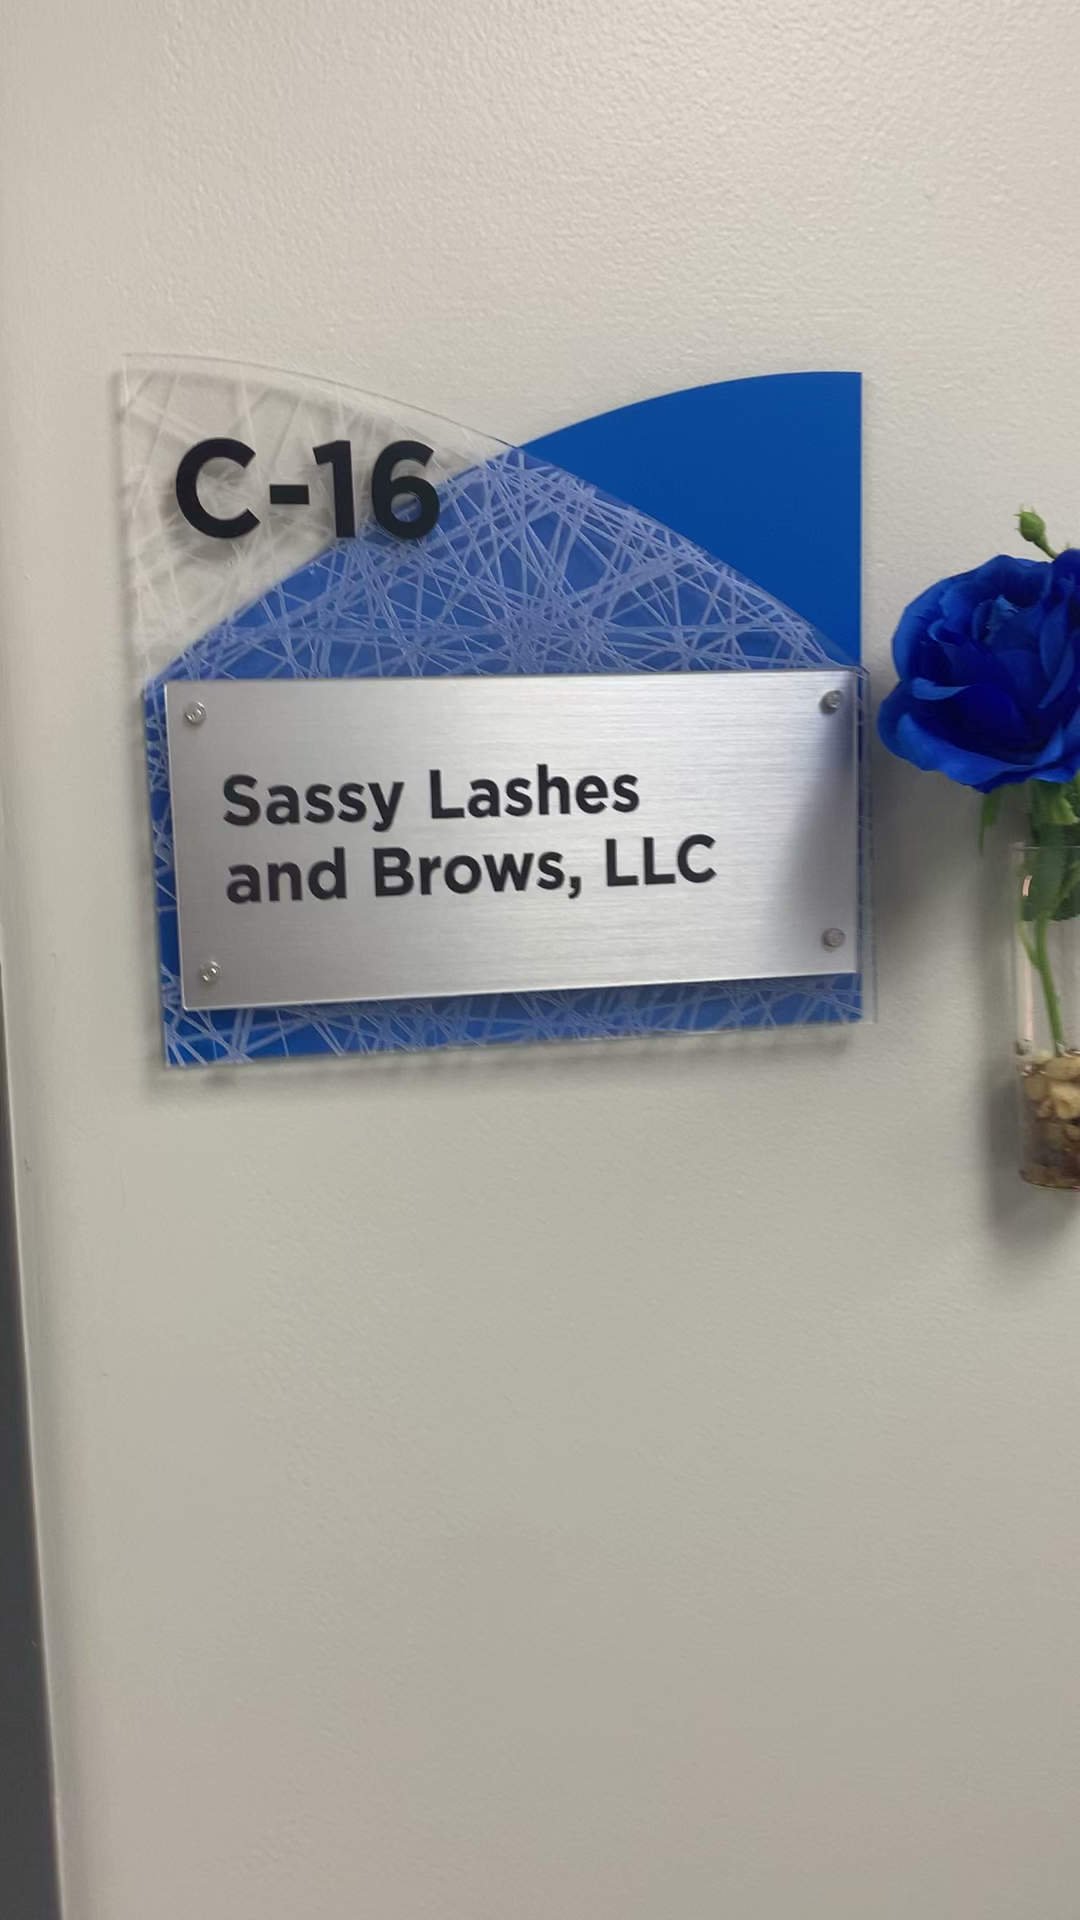 C-16
Sassy Lashes
and Brows, LLC